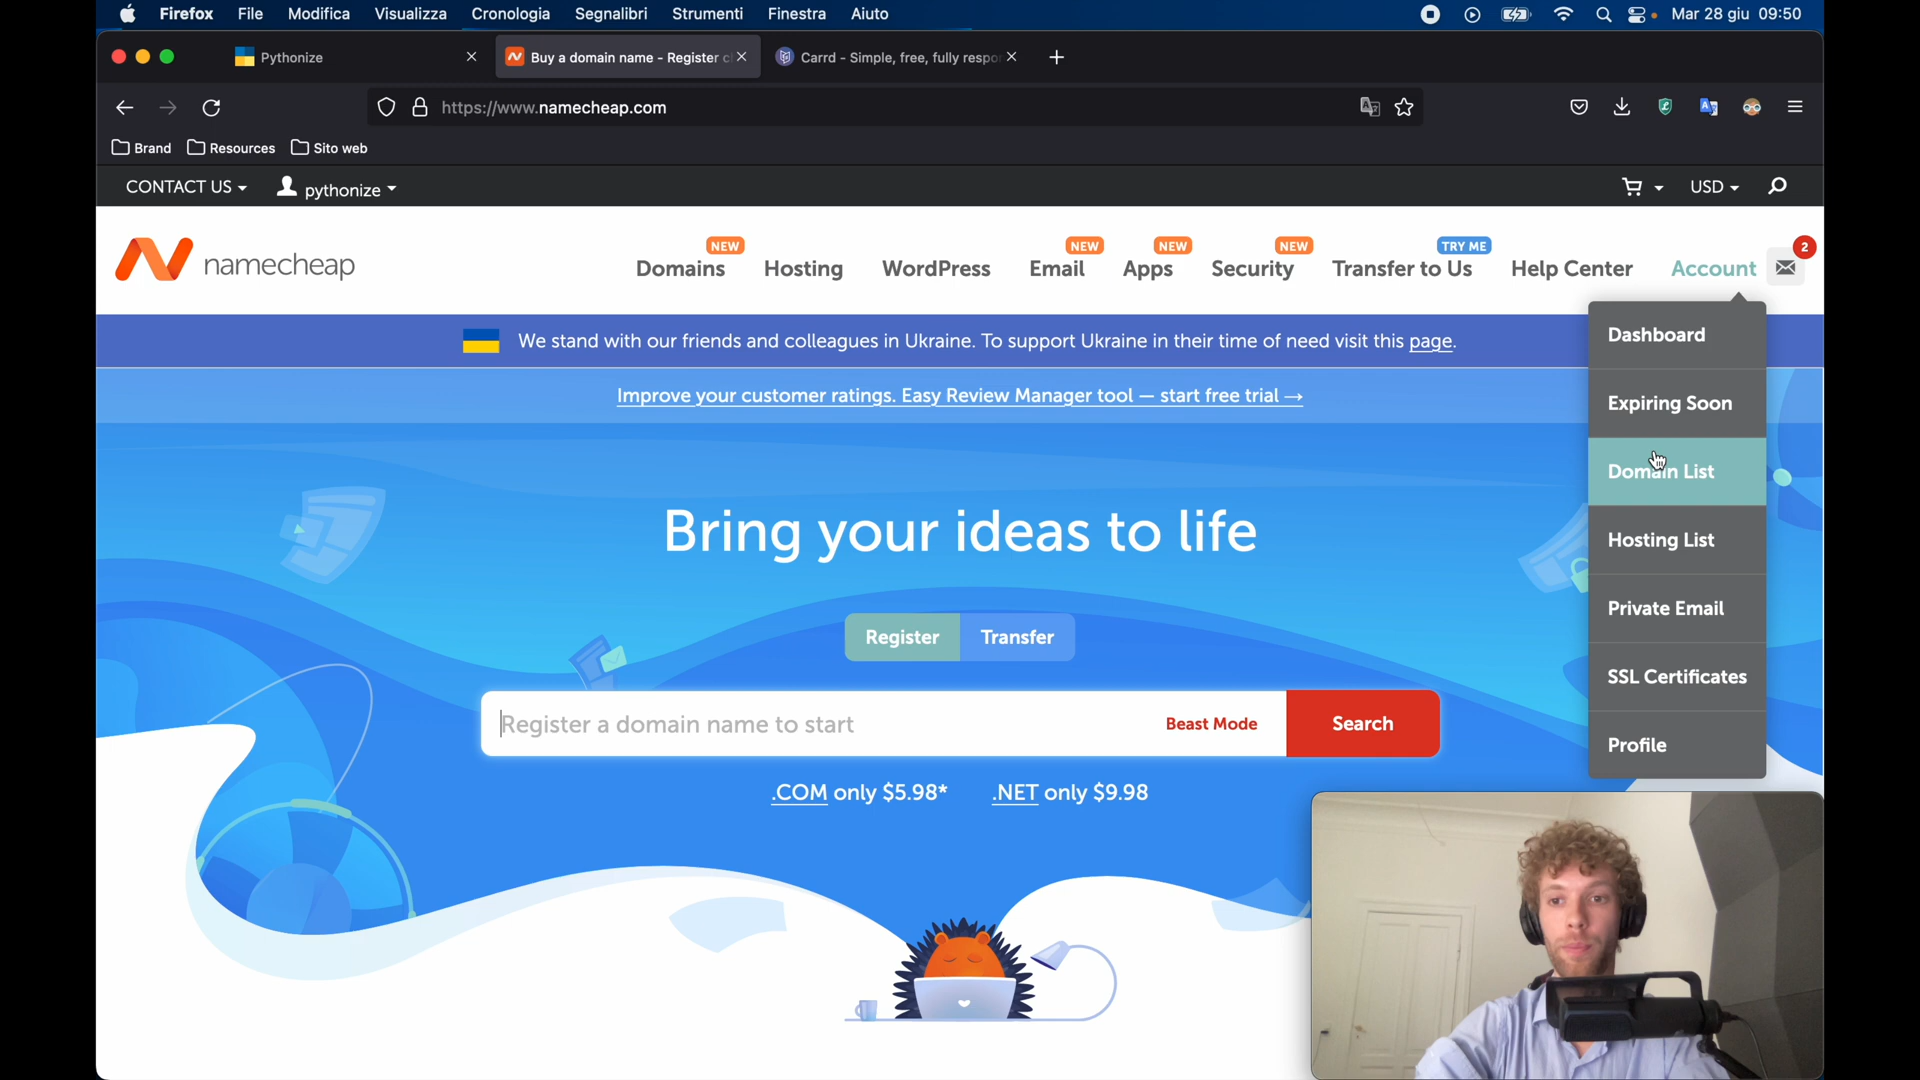 Firefox File Modifica Visualizza Cronologia Segnalibri Strumenti Finestra Aiuto Mar 28 giu 09:50
Pythonize Buy a domain name - Register c Carrd - Simple, free, fully respo
https://www.namecheap.com
Brand Resources Sito web
CONTACT US pythonize USD
NEW NEW NEW NEW TRY ME 2
namecheap Domains Hosting WordPress Email Apps Security Transfer to Us Help Center Account
We stand with our friends and colleagues in Ukraine. To support Ukraine in their time of need visit this page.
Dashboard
Improve your customer ratings. Easy Review Manager tool — start free trial →
Expiring Soon
Domain List
Hosting List
Private Email
SSL Certificates
Profile
Bring your ideas to life
Register Transfer
Register a domain name to start Beast Mode Search
.COM only $5.98* .NET only $9.98